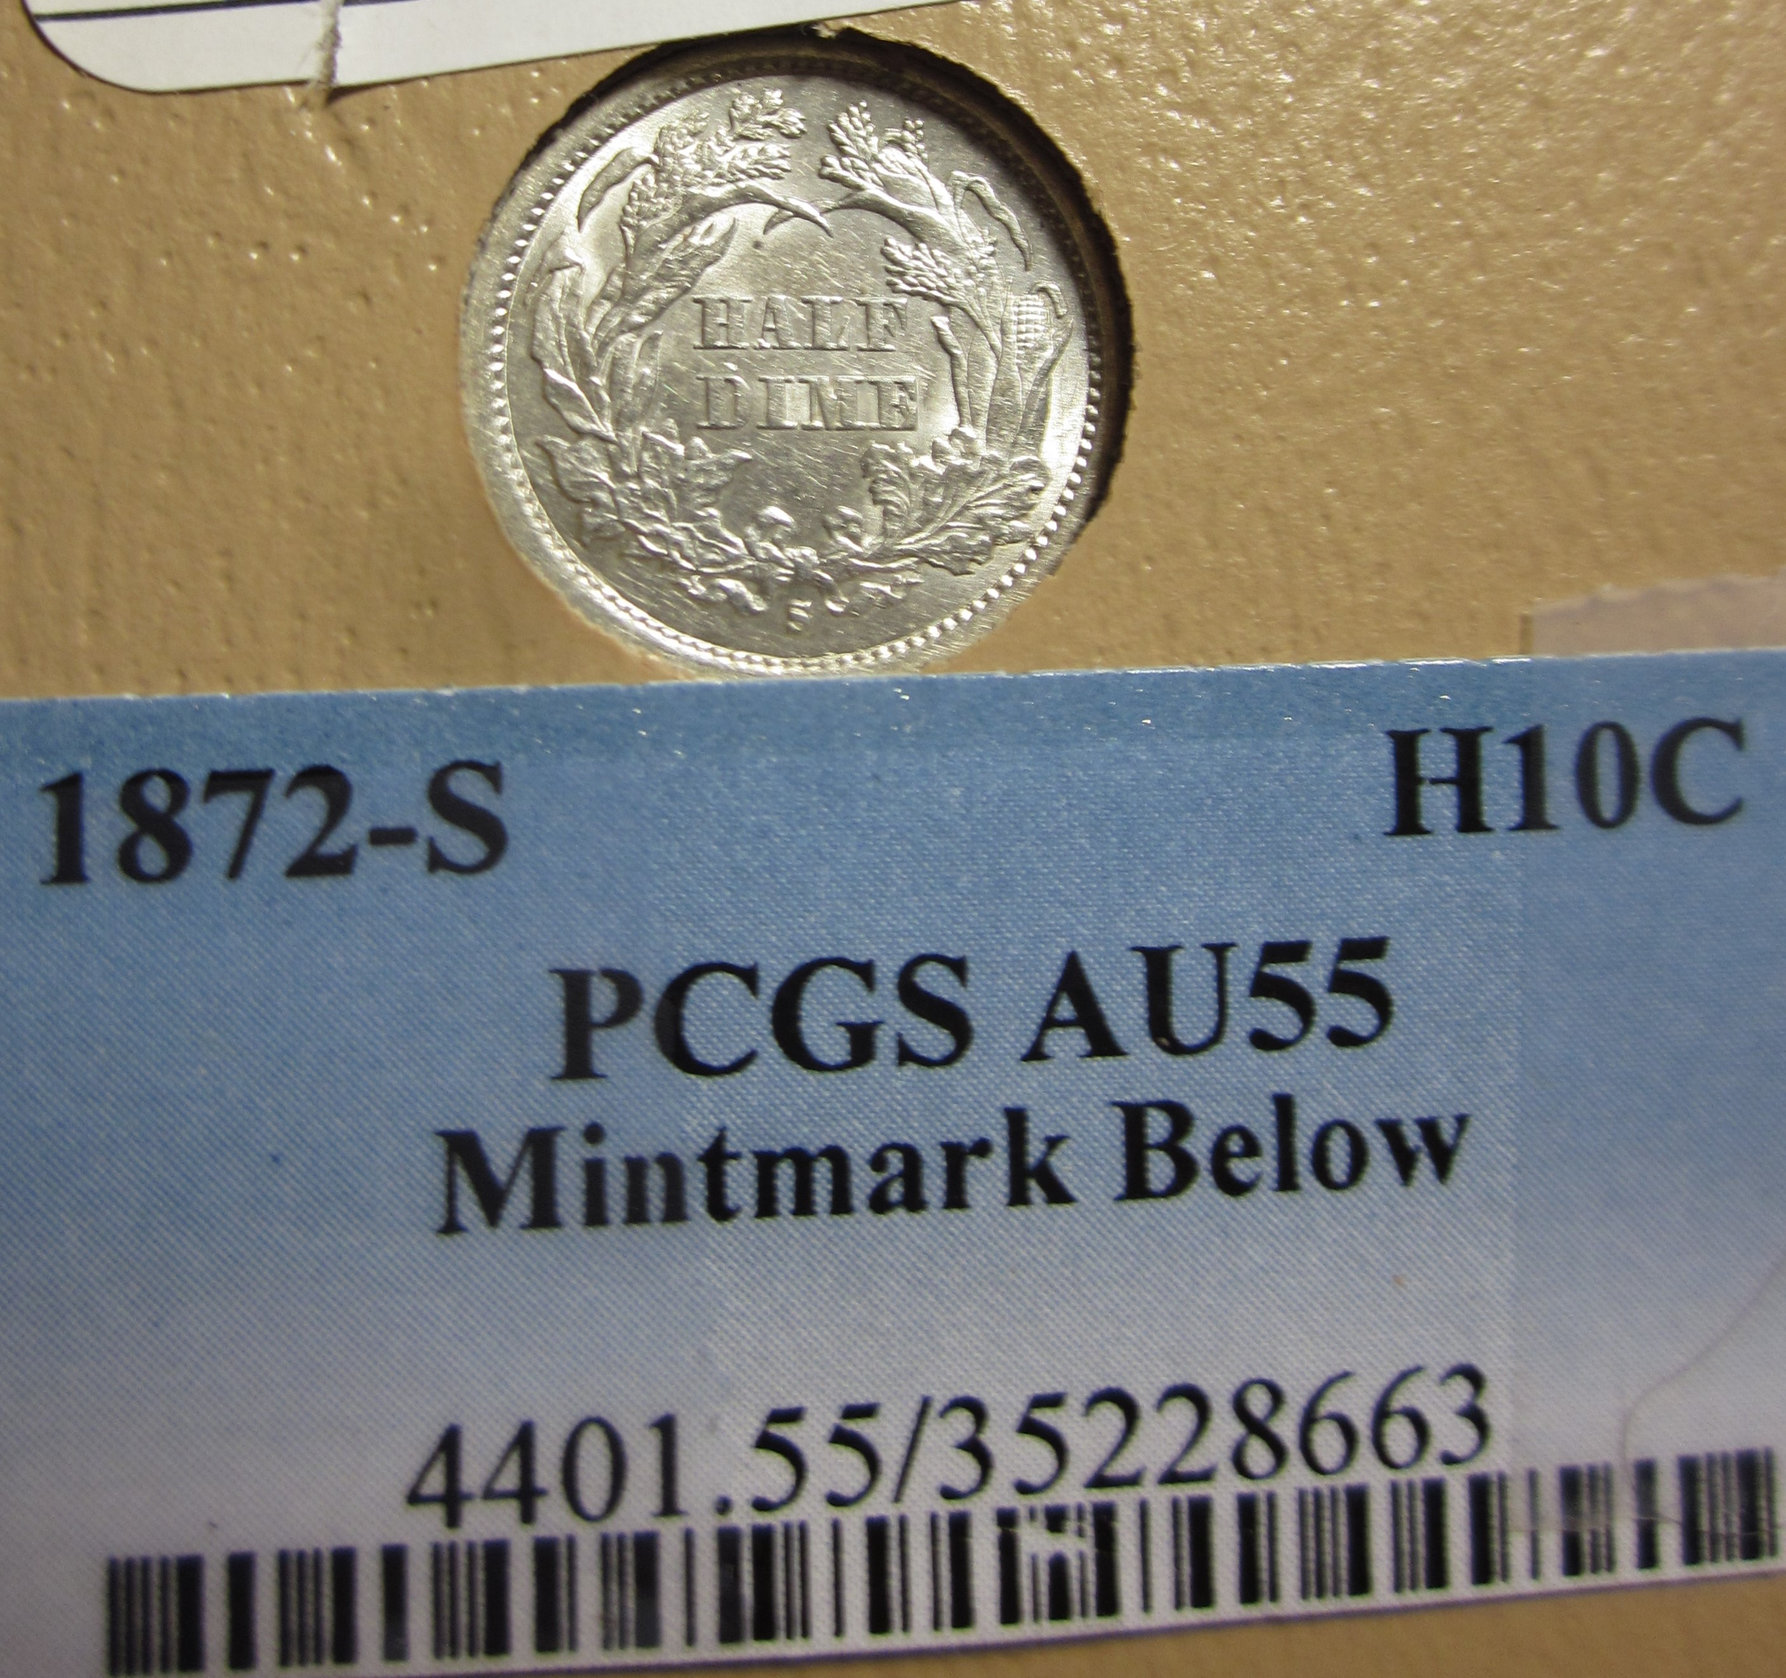 HALF
DIME
S
1872-S H10C
PCGS AU55
Mintmark Below
4401.55/35228663